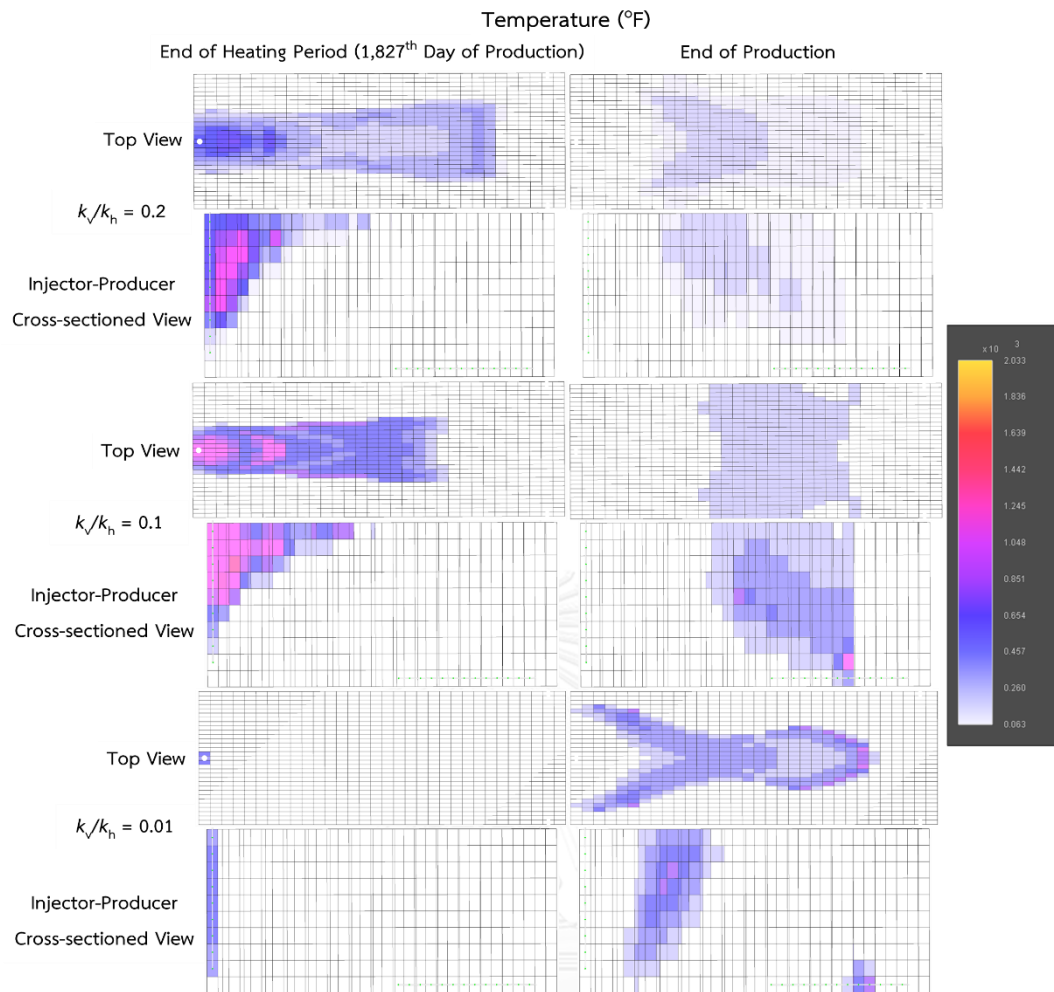 Temperature (°F)
End of Heating Period (1,827th Day of Production)
End of Production
Top View
kv/kh = 0.2
Injector-Producer
Cross-sectioned View
Top View
kv/kh = 0.1
Injector-Producer
Cross-sectioned View
Top View
kv/kh = 0.01
Injector-Producer
Cross-sectioned View
x 10 3
2.033
1.836
1.639
1.442
1.245
1.048
0.851
0.654
0.457
0.260
0.063